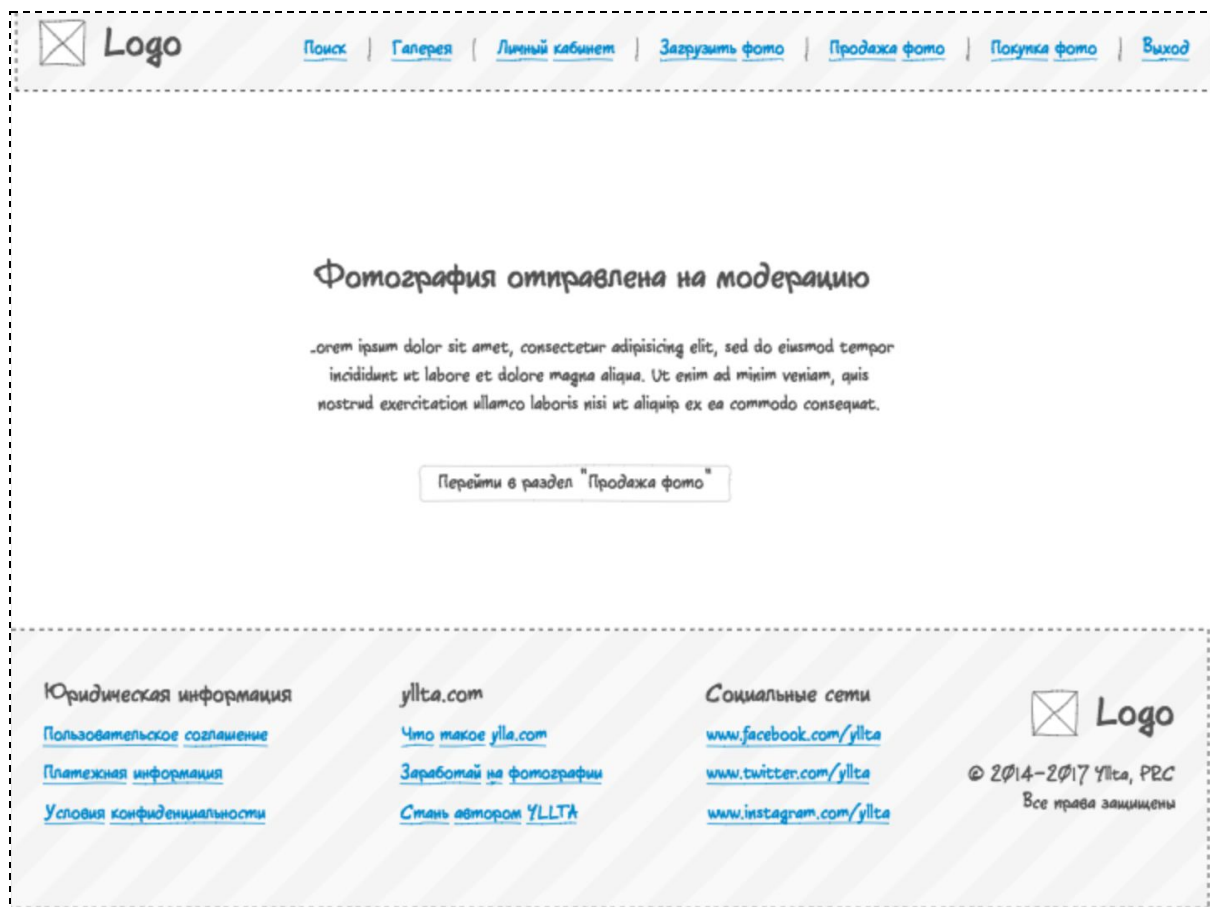 Logo
Поиск | Галерея | Личный кабинет | Загрузить фото | Продажа фото | Покупка фото | Выход
Фотография отправлена на модерацию
Lorem ipsum dolor sit amet, consectetur adipisicing elit, sed do eiusmod tempor
incididunt ut labore et dolore magna aliqua. Ut enim ad minim veniam, quis
nostrud exercitation ullamco laboris nisi ut aliquip ex ea commodo consequat.
Перейти в раздел "Продажа фото"
Юридическая информация
Пользовательское соглашение
Платежная информация
Условия конфиденциальности
yllta.com
Что такое ylla.com
Заработай на фотографии
Стань автором YLLTA
Социальные сети
www.facebook.com/yllta
www.twitter.com/yllta
www.instagram.com/yllta
Logo
© 2014-2017 Yllta, PRC
Все права защищены